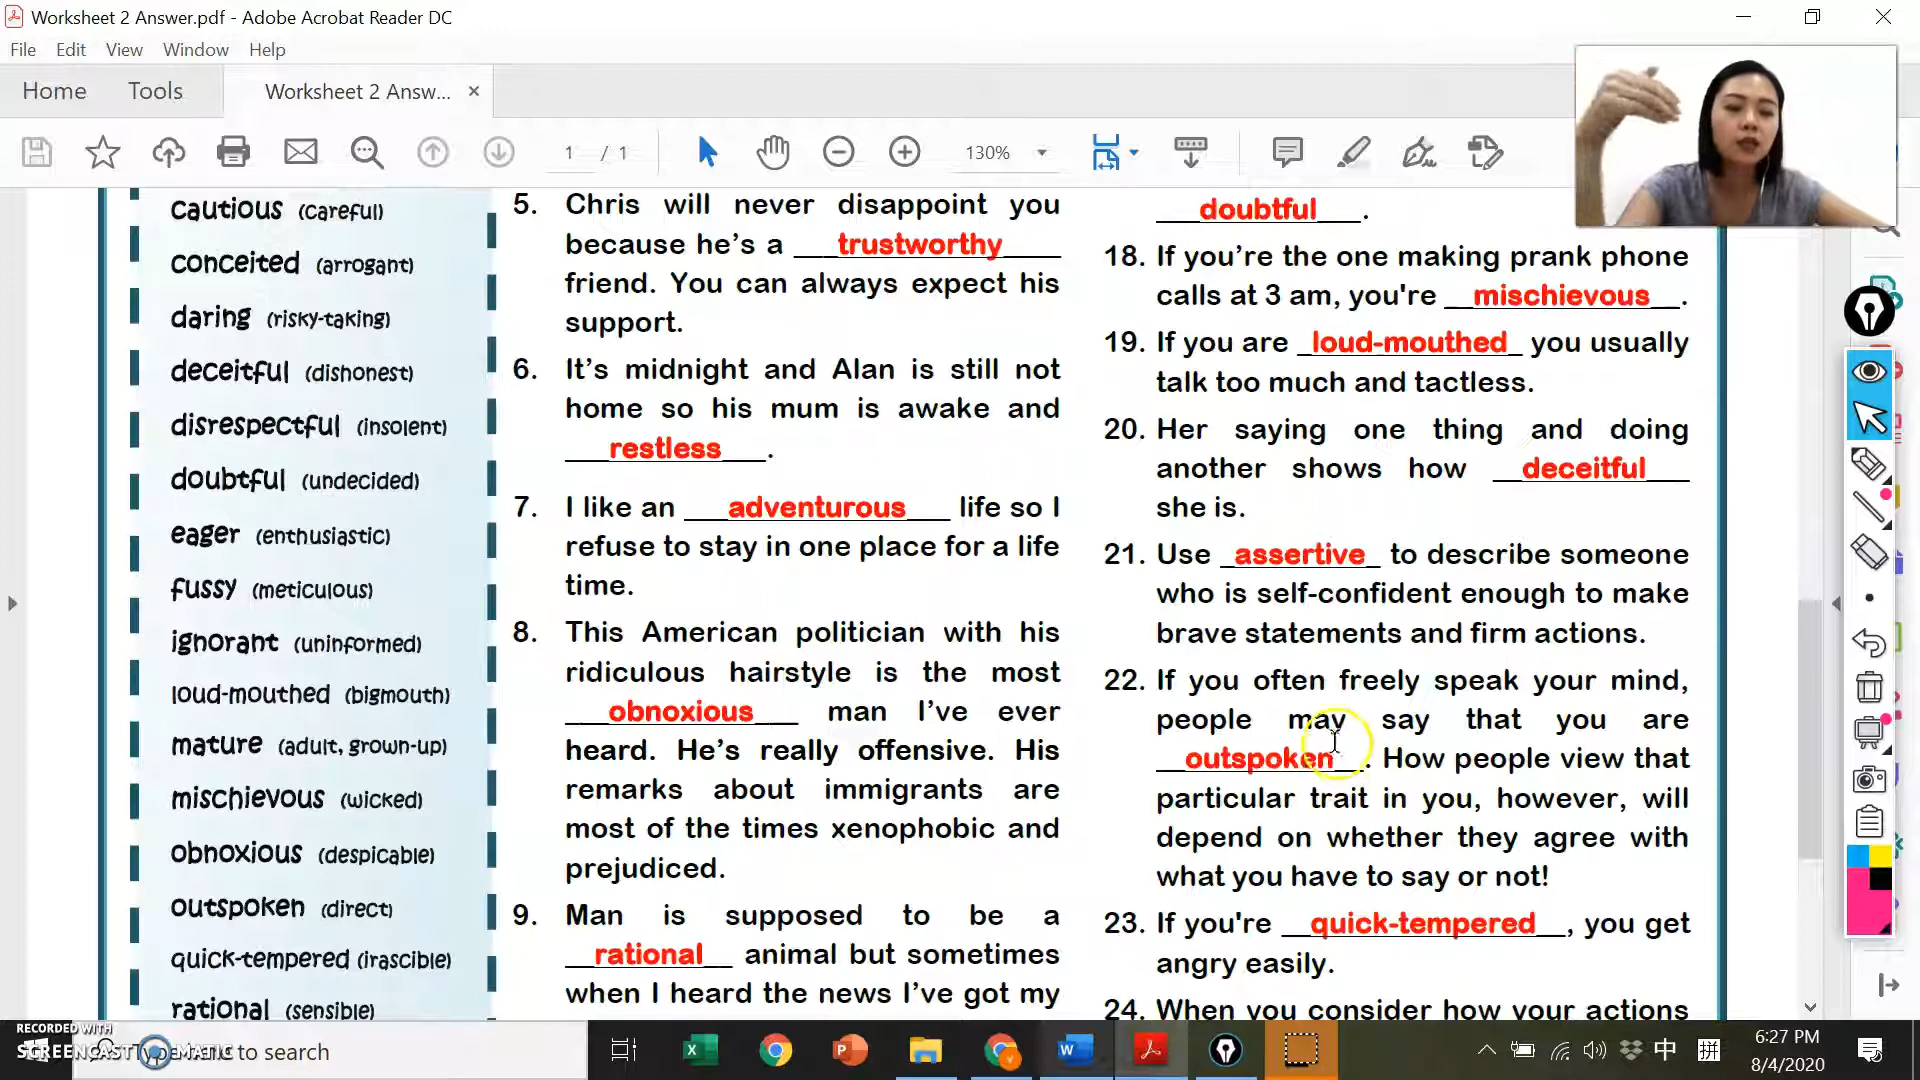 Worksheet 2 Answer.pdf - Adobe Acrobat Reader DC
File Edit View Window Help
Home Tools Worksheet 2 Answ... ×
1 / 1 130%
cautious (careful)
conceited (arrogant)
daring (risky-taking)
deceitful (dishonest)
disrespectful (insolent)
doubtful (undecided)
eager (enthusiastic)
fussy (meticulous)
ignorant (uninformed)
loud-mouthed (bigmouth)
mature (adult, grown-up)
mischievous (wicked)
obnoxious (despicable)
outspoken (direct)
quick-tempered (irascible)
rational (sensible)
5. Chris will never disappoint you
because he's a ___trustworthy____
friend. You can always expect his
support.
6. It's midnight and Alan is still not
home so his mum is awake and
___restless___.
7. I like an ___adventurous___ life so I
refuse to stay in one place for a life
time.
8. This American politician with his
ridiculous hairstyle is the most
___obnoxious___ man I've ever
heard. He's really offensive. His
remarks about immigrants are
most of the times xenophobic and
prejudiced.
9. Man is supposed to be a
__rational__ animal but sometimes
when I heard the news I've got my
___doubtful___.
18. If you're the one making prank phone
calls at 3 am, you're __mischievous__.
19. If you are _loud-mouthed_ you usually
talk too much and tactless.
20. Her saying one thing and doing
another shows how __deceitful___
she is.
21. Use _assertive_ to describe someone
who is self-confident enough to make
brave statements and firm actions.
22. If you often freely speak your mind,
people may say that you are
__outspoken__. How people view that
particular trait in you, however, will
depend on whether they agree with
what you have to say or not!
23. If you're __quick-tempered__, you get
angry easily.
24. When you consider how your actions
RECORDED WITH
SCREENCAST MATIC
Type here to search
中 拼
6:27 PM
8/4/2020